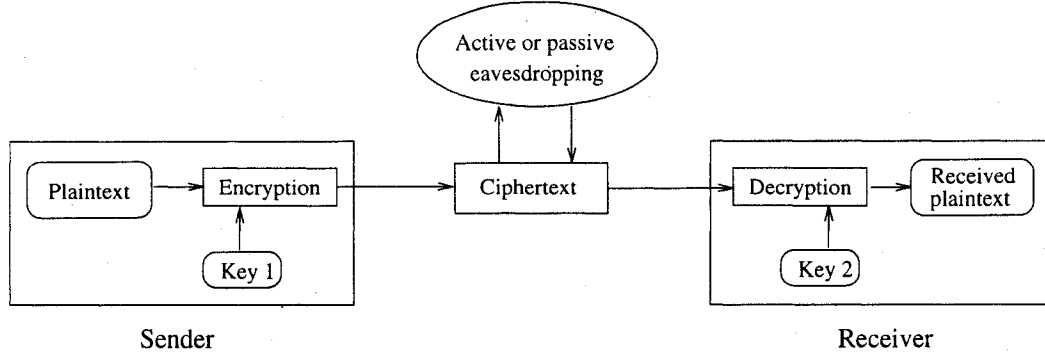 Active or passive
eavesdropping
Plaintext
Encryption
Ciphertext
Decryption
Received
plaintext
Key 1
Key 2
Sender
Receiver